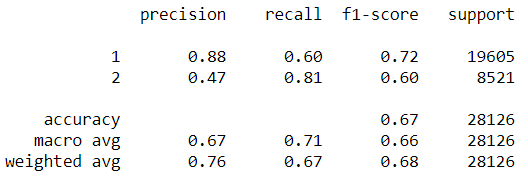 precision recall f1-score support
1 0.88 0.60 0.72 19605
2 0.47 0.81 0.60 8521
accuracy 0.67 28126
macro avg 0.67 0.71 0.66 28126
weighted avg 0.76 0.67 0.68 28126